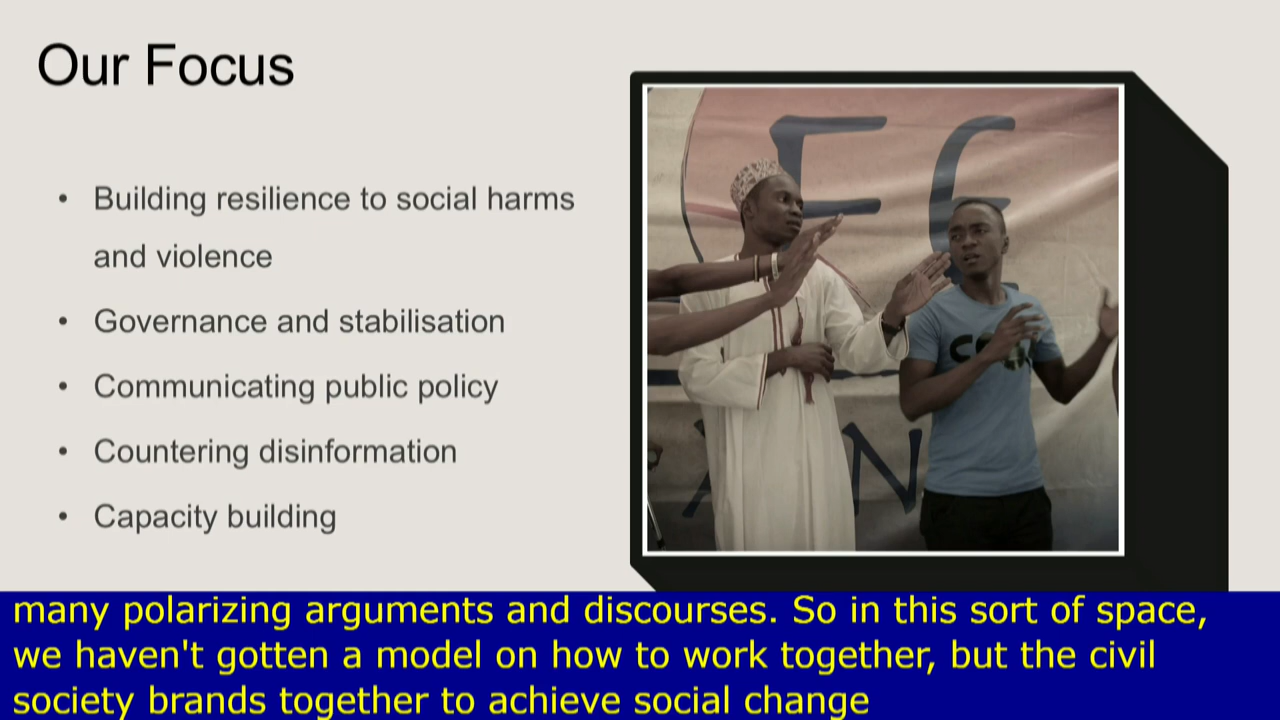 Our Focus
• Building resilience to social harms
and violence
• Governance and stabilisation
• Communicating public policy
• Countering disinformation
• Capacity building
many polarizing arguments and discourses. So in this sort of space,
we haven't gotten a model on how to work together, but the civil
society brands together to achieve social change